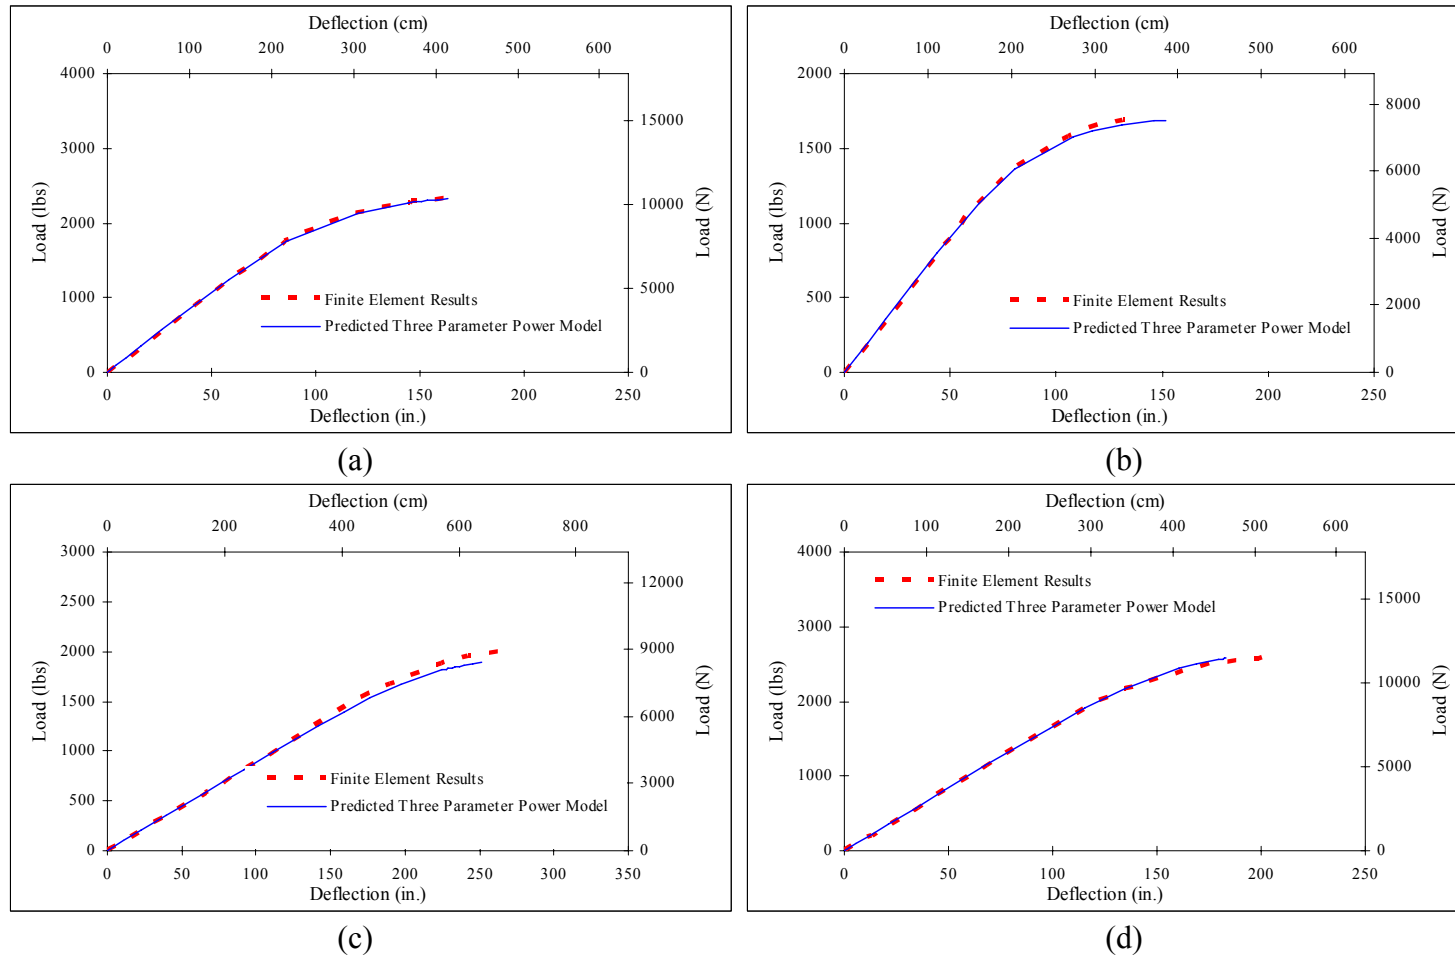 Deflection (cm)
0 100 200 300 400 500 600
4000
3000
2000
1000
0
Load (lbs)
15000
10000
5000
0
Load (N)
Finite Element Results
Predicted Three Parameter Power Model
0 50 100 150 200 250
Deflection (in.)
(a)
Deflection (cm)
0 100 200 300 400 500 600
2000
1500
1000
500
0
Load (lbs)
8000
6000
4000
2000
0
Load (N)
Finite Element Results
Predicted Three Parameter Power Model
0 50 100 150 200 250
Deflection (in.)
(b)
Deflection (cm)
0 200 400 600 800
3000
2500
2000
1500
1000
500
0
Load (lbs)
12000
9000
6000
3000
0
Load (N)
Finite Element Results
Predicted Three Parameter Power Model
0 50 100 150 200 250 300 350
Deflection (in.)
(c)
Deflection (cm)
0 100 200 300 400 500 600
4000
3000
2000
1000
0
Load (lbs)
15000
10000
5000
0
Load (N)
Finite Element Results
Predicted Three Parameter Power Model
0 50 100 150 200 250
Deflection (in.)
(d)